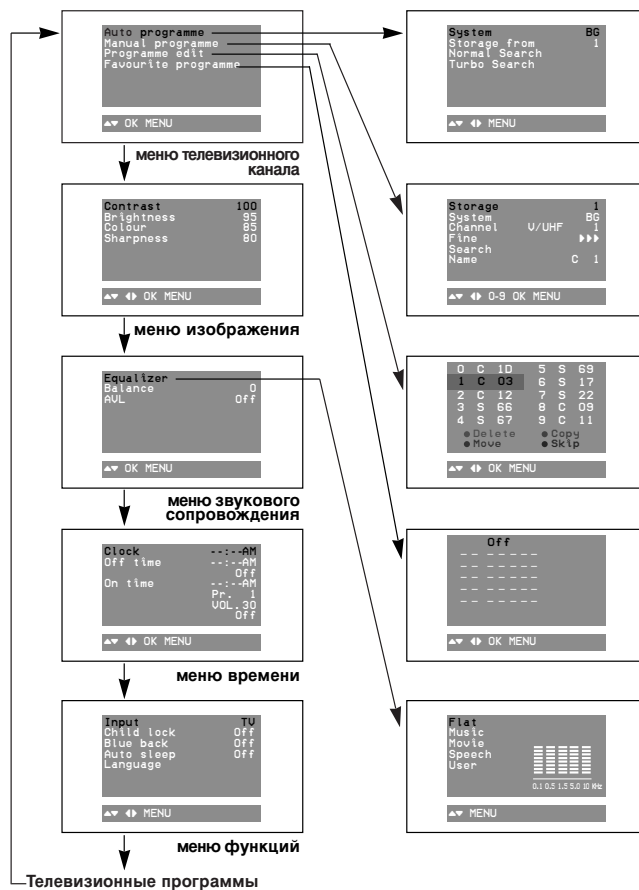 Auto programme
Manual programme
Programme edit
Favourite programme
▲▼ OK MENU
меню телевизионного
канала
Contrast 100
Brightness 95
Colour 85
Sharpness 80
▲▼ ◀▶ OK MENU
меню изображения
Equalizer
Balance 0
AVL Off
▲▼ OK MENU
меню звукового
сопровождения
Clock --:--AM
Off time --:--AM
Off
On time --:--AM
Pr. 1
VOL.30
Off
▲▼ ◀▶ OK MENU
меню времени
Input TV
Child lock Off
Blue back Off
Auto sleep Off
Language
▲▼ ◀▶ MENU
меню функций
Телевизионные программы
System BG
Storage from 1
Normal Search
Turbo Search
▲▼ ◀▶ MENU
Storage 1
System BG
Channel V/UHF 1
Fine ▶▶▶
Search
Name C 1
▲▼ ◀▶ 0-9 OK MENU
0 C 1D 5 S 69
1 C 03 6 S 17
2 C 12 7 S 22
3 S 66 8 C 09
4 S 67 9 C 11
● Delete ● Copy
● Move ● Skip
▲▼ ◀▶ OK MENU
Off
-- -----
-- -----
-- -----
-- -----
-- -----
▲▼ ◀▶ OK MENU
Flat
Music
Movie
Speech
User
0.1 0.5 1.5 5.0 10 KHz
▲▼ MENU